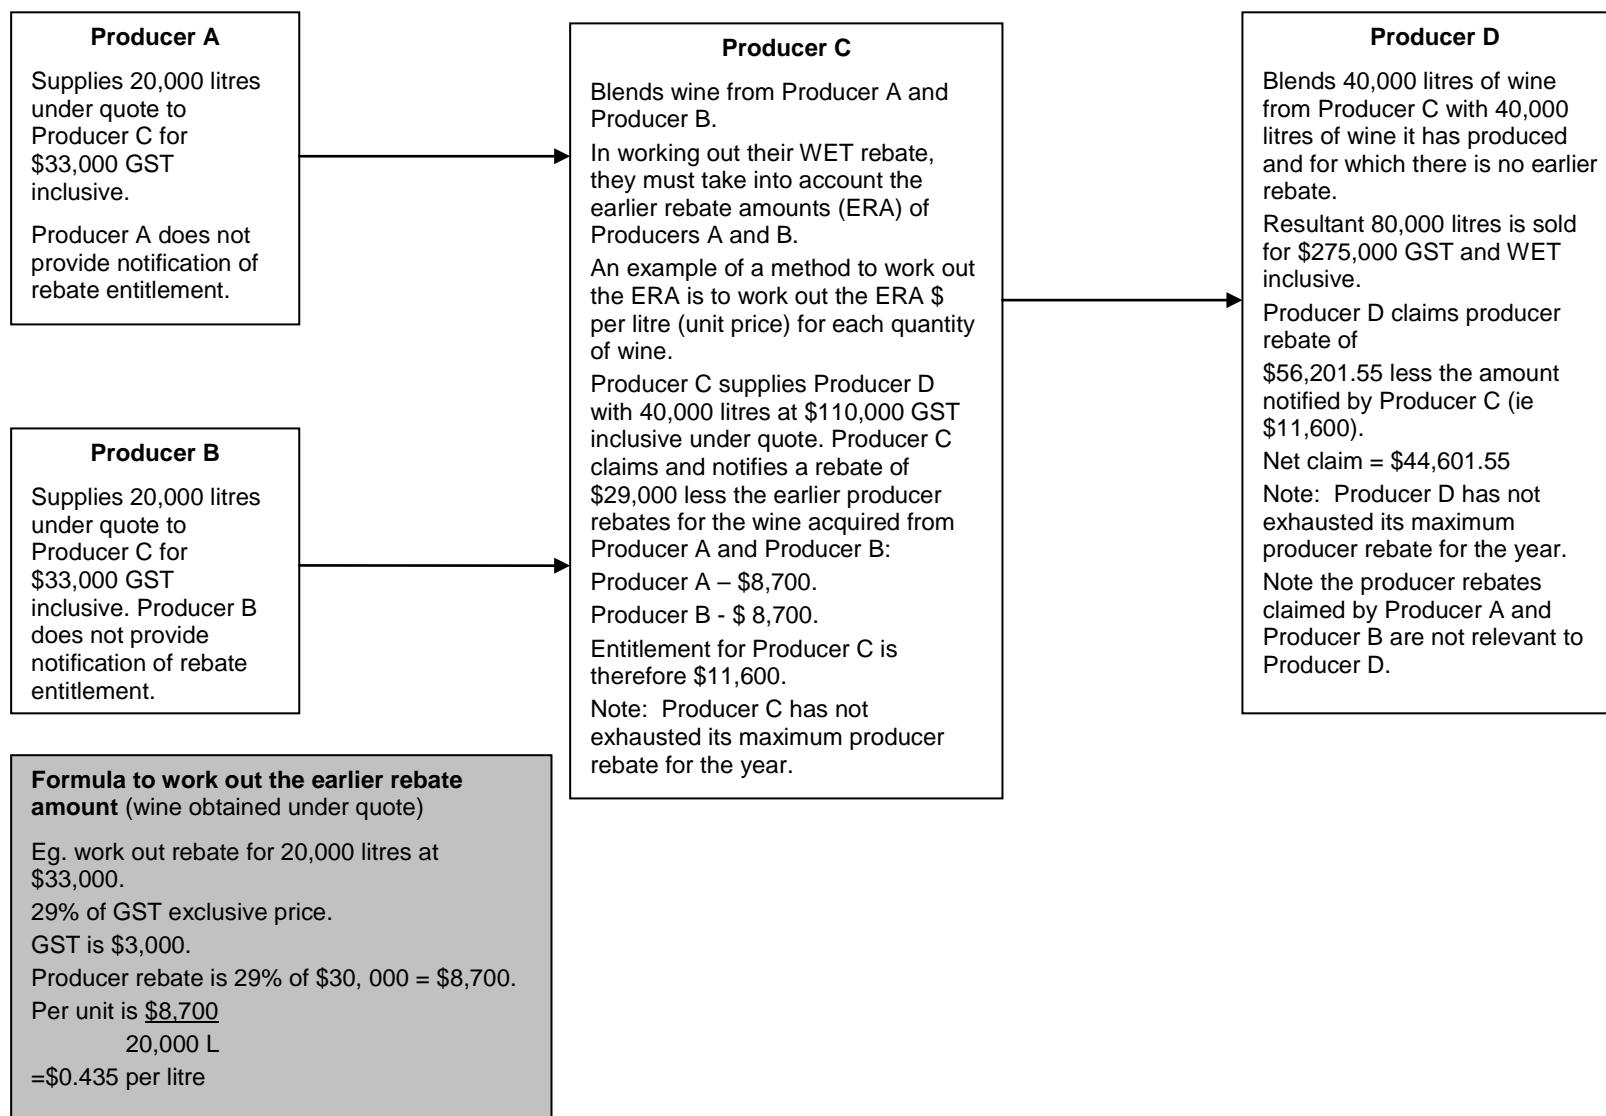 Producer A
Supplies 20,000 litres
under quote to
Producer C for
$33,000 GST
inclusive.
Producer A does not
provide notification of
rebate entitlement.
Producer B
Supplies 20,000 litres
under quote to
Producer C for
$33,000 GST
inclusive. Producer B
does not provide
notification of rebate
entitlement.
Formula to work out the earlier rebate
amount (wine obtained under quote)
Eg. work out rebate for 20,000 litres at
$33,000.
29% of GST exclusive price.
GST is $3,000.
Producer rebate is 29% of $30, 000 = $8,700.
Per unit is $8,700
20,000 L
=$0.435 per litre
Producer C
Blends wine from Producer A and
Producer B.
In working out their WET rebate,
they must take into account the
earlier rebate amounts (ERA) of
Producers A and B.
An example of a method to work out
the ERA is to work out the ERA $
per litre (unit price) for each quantity
of wine.
Producer C supplies Producer D
with 40,000 litres at $110,000 GST
inclusive under quote. Producer C
claims and notifies a rebate of
$29,000 less the earlier producer
rebates for the wine acquired from
Producer A and Producer B:
Producer A – $8,700.
Producer B - $ 8,700.
Entitlement for Producer C is
therefore $11,600.
Note:  Producer C has not
exhausted its maximum producer
rebate for the year.
Producer D
Blends 40,000 litres of wine
from Producer C with 40,000
litres of wine it has produced
and for which there is no earlier
rebate.
Resultant 80,000 litres is sold
for $275,000 GST and WET
inclusive.
Producer D claims producer
rebate of
$56,201.55 less the amount
notified by Producer C (ie
$11,600).
Net claim = $44,601.55
Note:  Producer D has not
exhausted its maximum
producer rebate for the year.
Note the producer rebates
claimed by Producer A and
Producer B are not relevant to
Producer D.